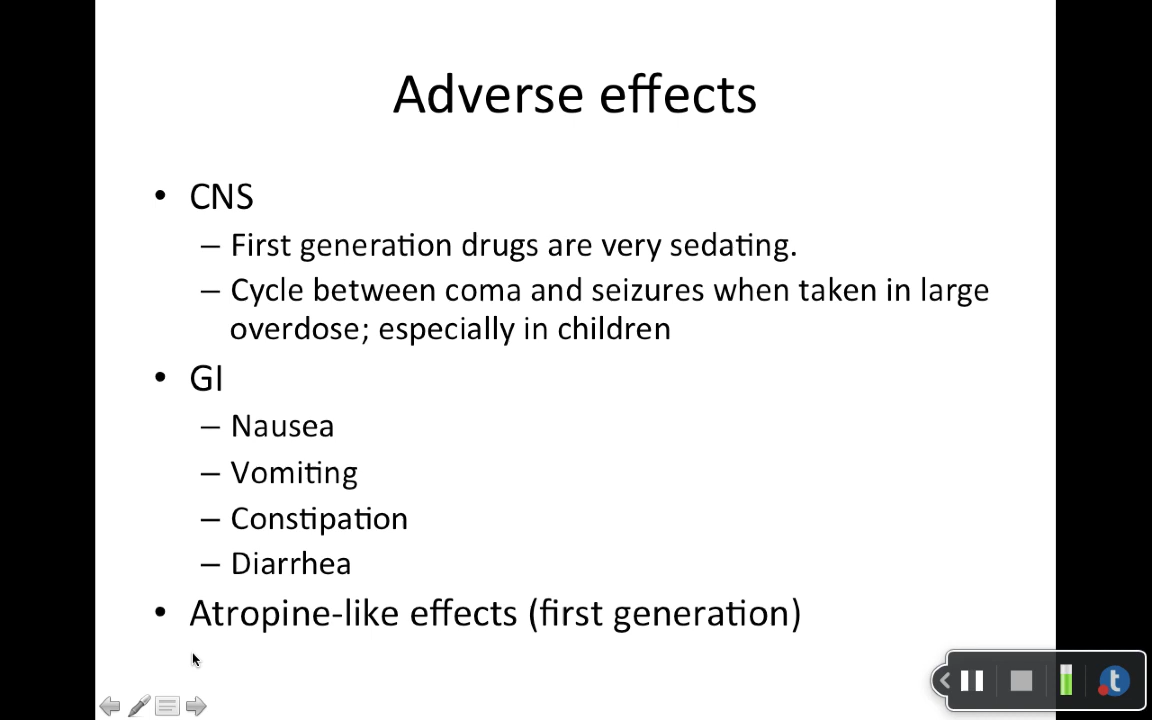 Adverse effects
• CNS
– First generation drugs are very sedating.
– Cycle between coma and seizures when taken in large
overdose; especially in children
• GI
– Nausea
– Vomiting
– Constipation
– Diarrhea
• Atropine-like effects (first generation)
t